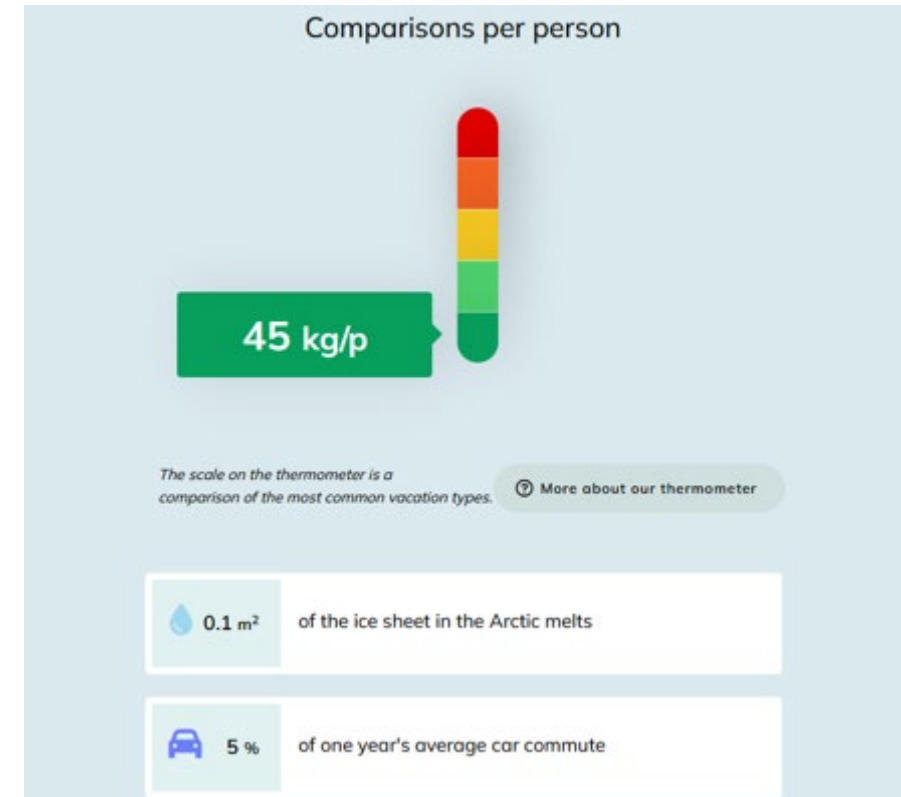 Comparisons per person
45 kg/p
The scale on the thermometer is a
comparison of the most common vacation types.
More about our thermometer
0.1 m² of the ice sheet in the Arctic melts
5 % of one year's average car commute